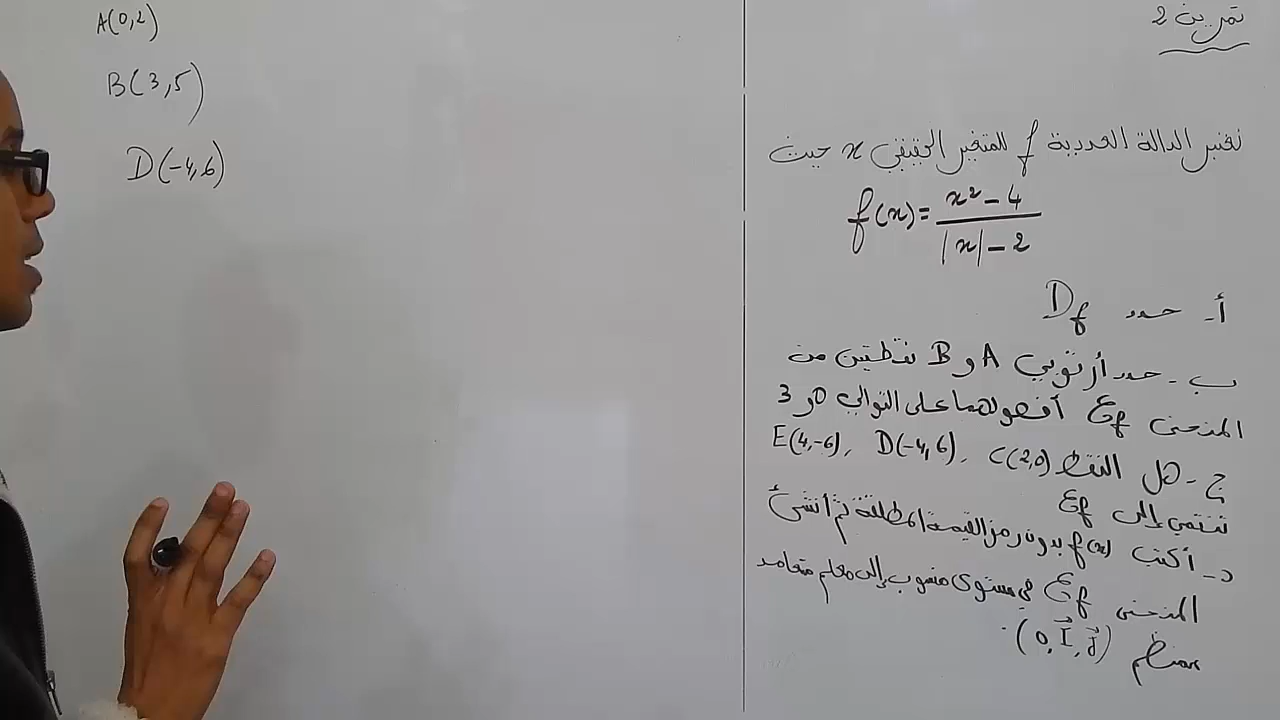 A(0,2)
B(3,5)
D(-4,6)
تمرين 2
نعتبر الدالة العددية f للمتغير الحقيقي x حيث
f(x) = \frac{x² - 4}{|x| - 2}
أ - حدد Df
ب - حدد أرتوبي A و B نقطتين من
المنحنى Cf أفصولهما على التوالي 0 و 3
ج - هل النقط C(2,0)، D(-4,6)، E(4,-6)
تنتمي إلى Cf
د - أكتب f(x) بدون رمز القيمة المطلقة ثم أنشئ
المنحنى Cf في مستوى منسوب إلى معلم متعامد
ممنظم (O, I, J).